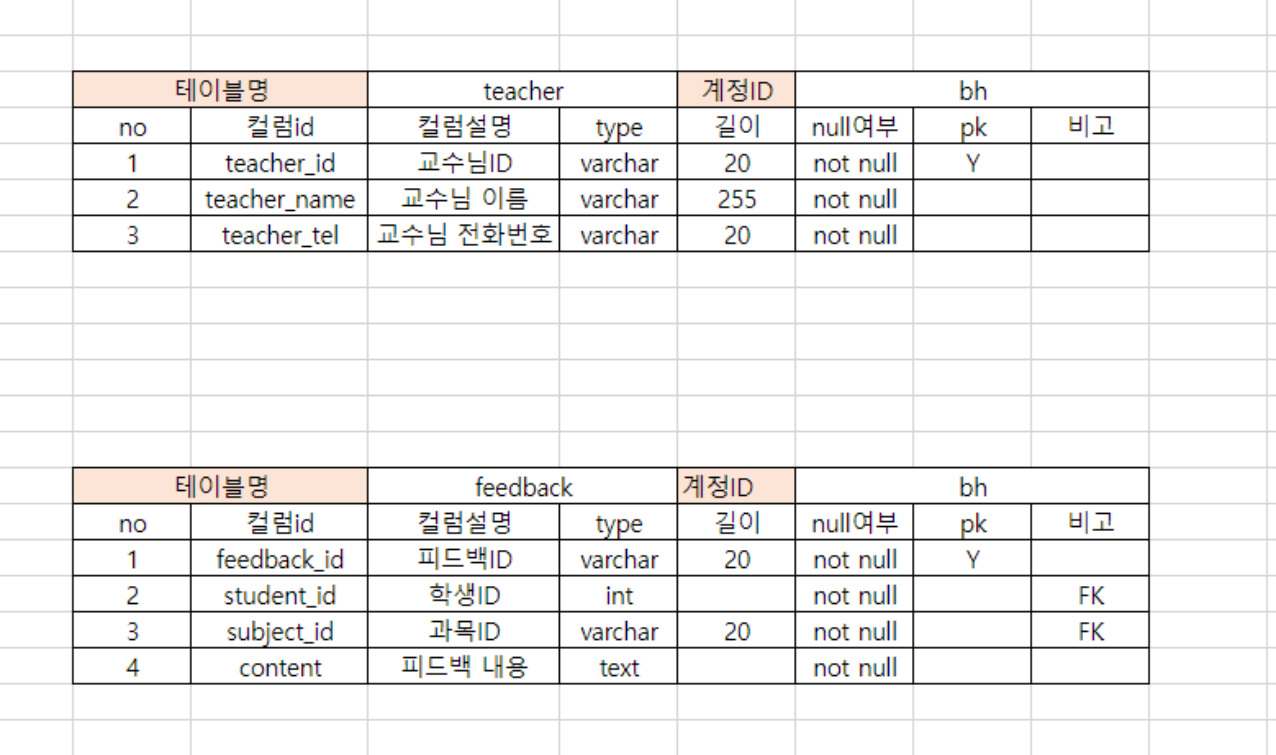 테이블명 teacher 계정ID bh
no 컬럼id 컬럼설명 type 길이 null여부 pk 비고
1 teacher_id 교수님ID varchar 20 not null Y
2 teacher_name 교수님 이름 varchar 255 not null
3 teacher_tel 교수님 전화번호 varchar 20 not null
테이블명 feedback 계정ID bh
no 컬럼id 컬럼설명 type 길이 null여부 pk 비고
1 feedback_id 피드백ID varchar 20 not null Y
2 student_id 학생ID int not null FK
3 subject_id 과목ID varchar 20 not null FK
4 content 피드백 내용 text not null